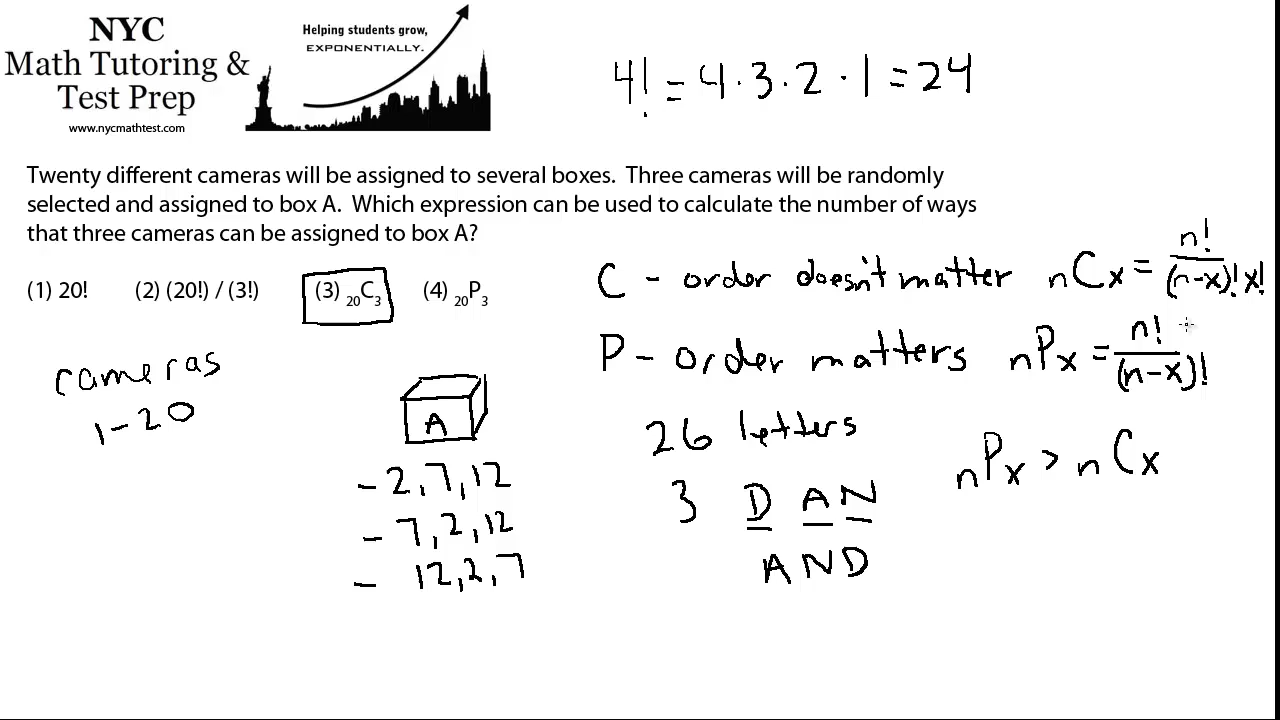 NYC
Math Tutoring &
Test Prep
www.nycmathtest.com
Helping students grow,
EXPONENTIALLY.
4! = 4 · 3 · 2 · 1 = 24
Twenty different cameras will be assigned to several boxes. Three cameras will be randomly
selected and assigned to box A. Which expression can be used to calculate the number of ways
that three cameras can be assigned to box A?
(1) 20! (2) (20!) / (3!) (3) ₂₀C₃ (4) ₂₀P₃
C - order doesn't matter nCx = n! / (n-x)! x!
P - order matters nPx = n! / (n-x)!
cameras
1-20
A
- 2, 7, 12
- 7, 2, 12
- 12, 2, 7
26 letters
3 D A N
AND
nPx > nCx